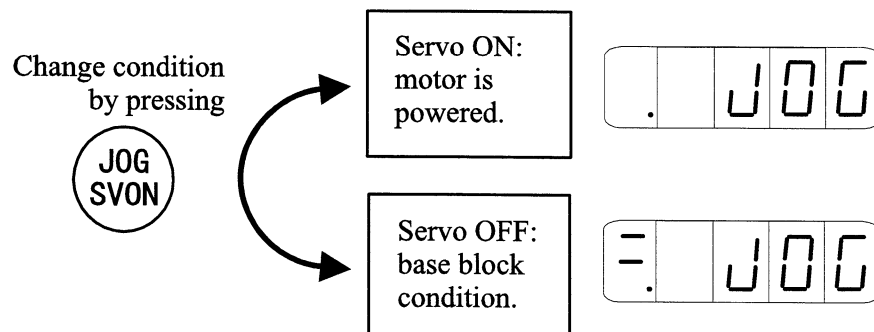 Change condition
by pressing
JOG
SVON
Servo ON:
motor is
powered.
. JOG
Servo OFF:
base block
condition.
. JOG